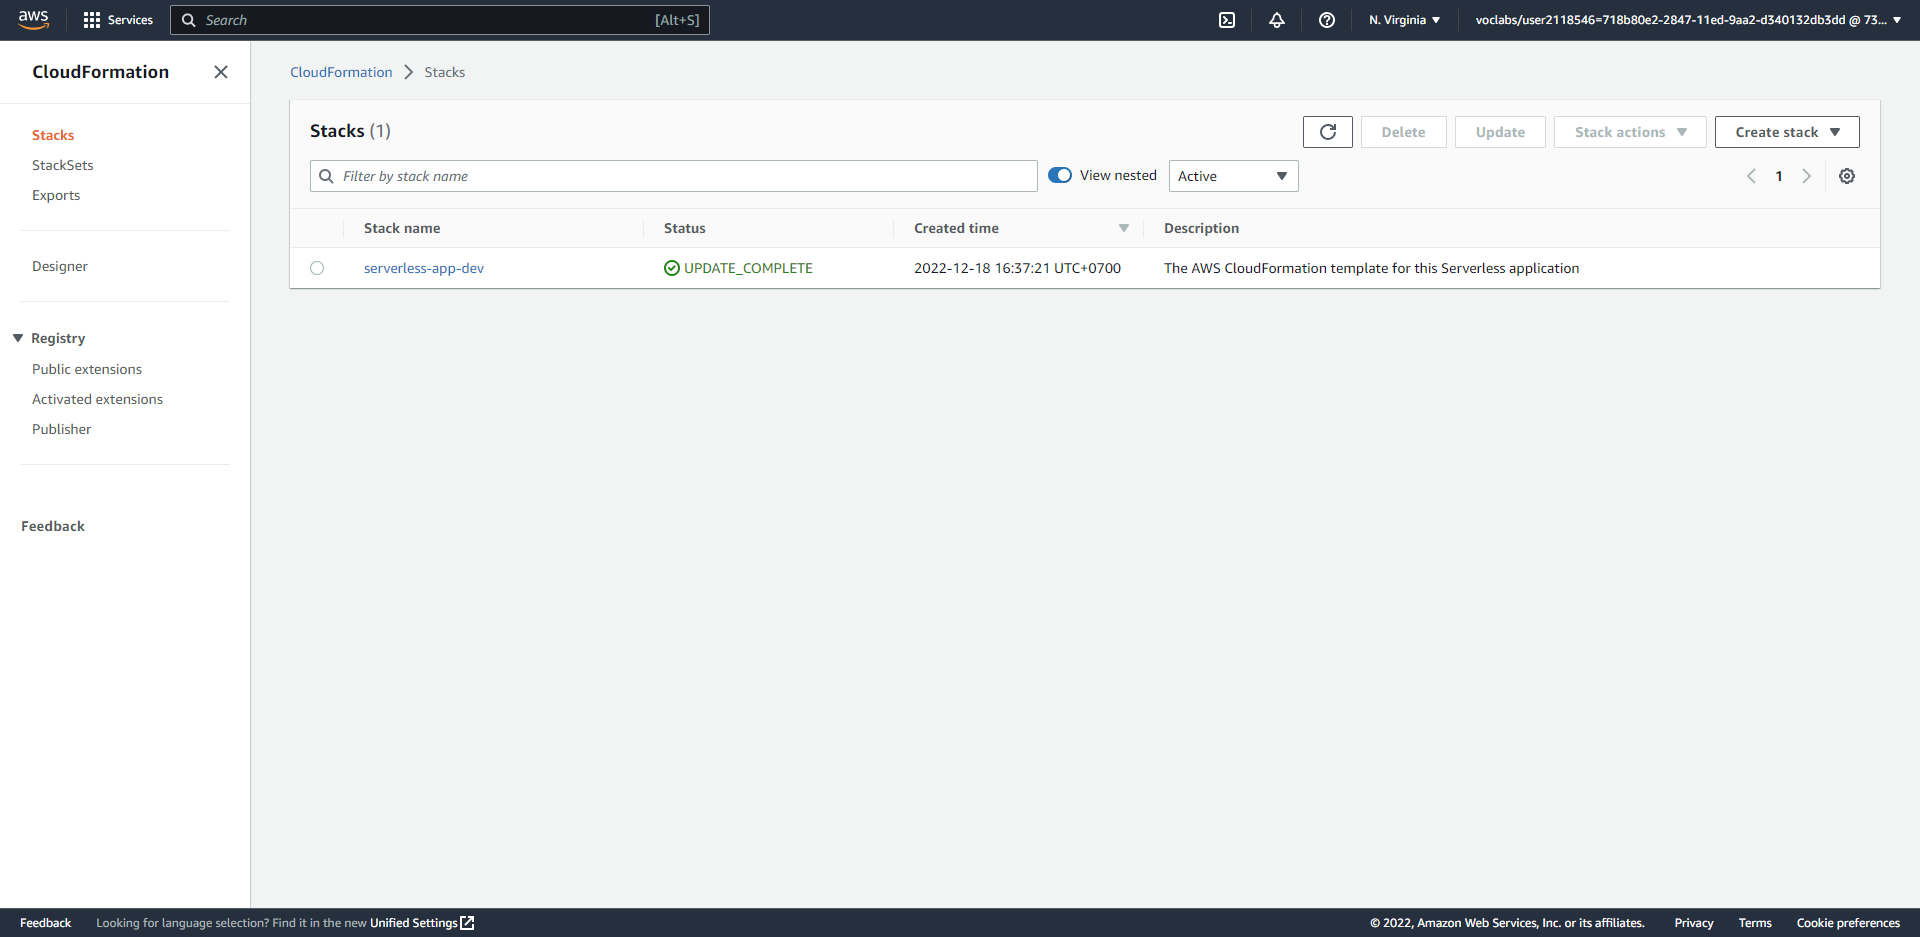 aws
Services
Search [Alt+S]
N. Virginia
voclabs/user2118546=718b80e2-2847-11ed-9aa2-d340132db3dd @ 73...
CloudFormation
Stacks
StackSets
Exports
Designer
Registry
Public extensions
Activated extensions
Publisher
Feedback
CloudFormation > Stacks
Stacks (1)
Delete
Update
Stack actions
Create stack
Filter by stack name
View nested
Active
1
Stack name Status Created time Description
serverless-app-dev UPDATE_COMPLETE 2022-12-18 16:37:21 UTC+0700 The AWS CloudFormation template for this Serverless application
Feedback Looking for language selection? Find it in the new Unified Settings
© 2022, Amazon Web Services, Inc. or its affiliates. Privacy Terms Cookie preferences